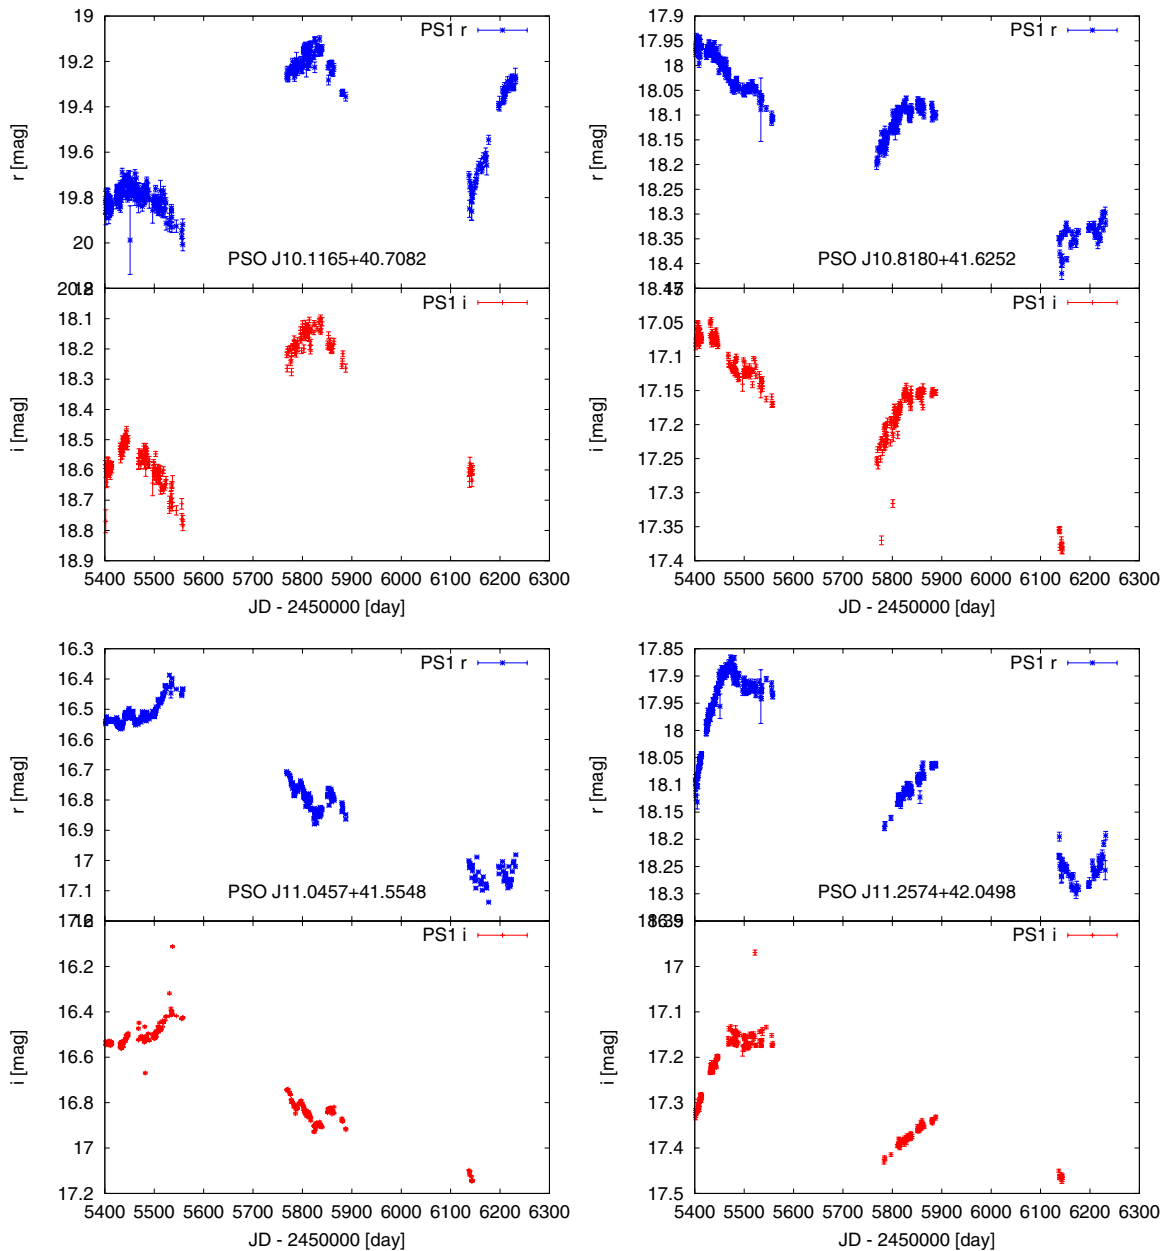 19
19.2
19.4
19.6
19.8
20
r [mag]
PS1 r
PSO J10.1165+40.7082
18.1
18.2
18.3
18.4
18.5
18.6
18.7
18.8
18.9
i [mag]
PS1 i
5400 5500 5600 5700 5800 5900 6000 6100 6200 6300
JD - 2450000 [day]
17.9
17.95
18
18.05
18.1
18.15
18.2
18.25
18.3
18.35
18.4
r [mag]
PS1 r
PSO J10.8180+41.6252
17.05
17.1
17.15
17.2
17.25
17.3
17.35
17.4
i [mag]
PS1 i
5400 5500 5600 5700 5800 5900 6000 6100 6200 6300
JD - 2450000 [day]
16.3
16.4
16.5
16.6
16.7
16.8
16.9
17
17.1
r [mag]
PS1 r
PSO J11.0457+41.5548
16.2
16.4
16.6
16.8
17
17.2
i [mag]
PS1 i
5400 5500 5600 5700 5800 5900 6000 6100 6200 6300
JD - 2450000 [day]
17.85
17.9
17.95
18
18.05
18.1
18.15
18.2
18.25
18.3
r [mag]
PS1 r
PSO J11.2574+42.0498
17
17.1
17.2
17.3
17.4
17.5
i [mag]
PS1 i
5400 5500 5600 5700 5800 5900 6000 6100 6200 6300
JD - 2450000 [day]